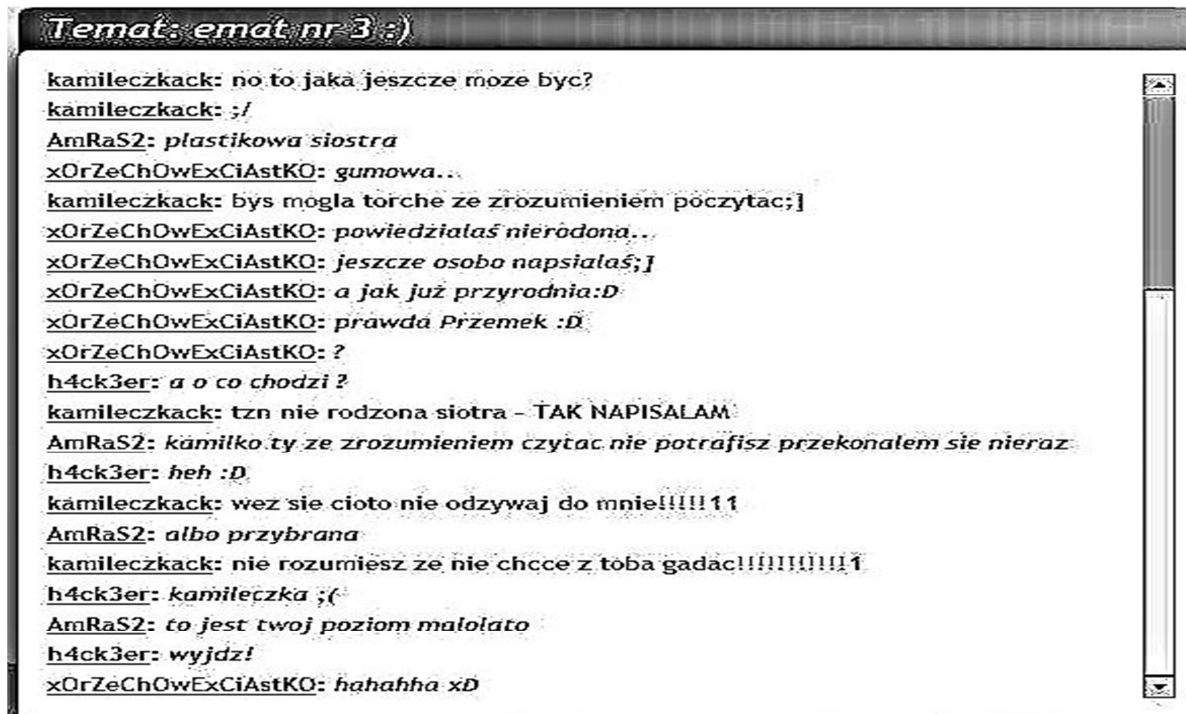 Temat: emat nr 3 :)
kamileczkack: no to jaka jeszcze moze byc?
kamileczkack: ;/
AmRaS2: plastikowa siostra
xOrZeChOwExCiAstKO: gumowa...
kamileczkack: bys mogla torche ze zrozumieniem poczytac;]
xOrZeChOwExCiAstKO: powiedzialaś nieródona...
xOrZeChOwExCiAstKO: jeszcze osobo napsialaś;]
xOrZeChOwExCiAstKO: a jak już przyrodnia:D
xOrZeChOwExCiAstKO: prawda Przemek :D
xOrZeChOwExCiAstKO: ?
h4ck3er: a o co chodzi ?
kamileczkack: tzn nie rodzona siotra - TAK NAPISALAM
AmRaS2: kamilko ty ze zrozumieniem czytac nie potrafisz przekonalem sie nieraz
h4ck3er: heh :D
kamileczkack: wez sie cioto nie odzywaj do mnie!!!!!!11
AmRaS2: albo przybrana
kamileczkack: nie rozumiesz ze nie chcce z toba gadac!!!!!!!!!!!!1
h4ck3er: kamileczka ;(
AmRaS2: to jest twoj poziom malolato
h4ck3er: wyjdz!
xOrZeChOwExCiAstKO: hahahha xD